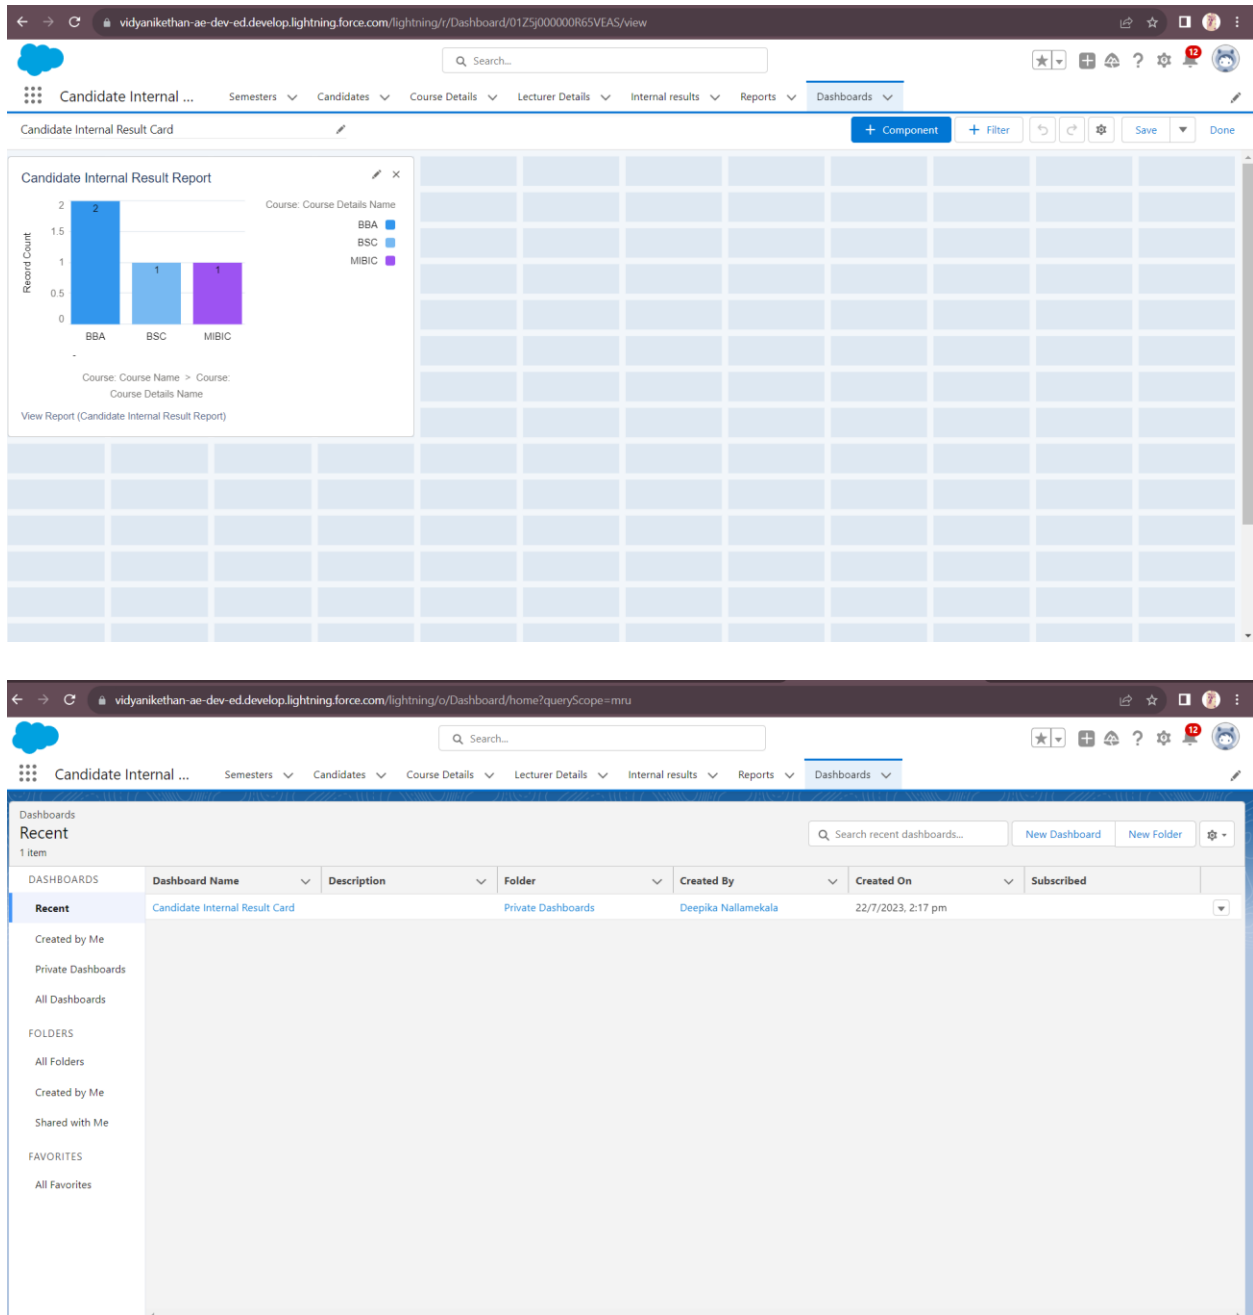 vidyanikethan-ae-dev-ed.develop.lightning.force.com/lightning/r/Dashboard/01Z5j000000R65VEAS/view
Search...
12
Candidate Internal ...
Semesters
Candidates
Course Details
Lecturer Details
Internal results
Reports
Dashboards
Candidate Internal Result Card
+ Component
+ Filter
Save
Done
Candidate Internal Result Report
Course: Course Details Name
BBA
BSC
MIBIC
Record Count
2
1.5
1
0.5
0
2
1
1
BBA
BSC
MIBIC
-
Course: Course Name > Course:
Course Details Name
View Report (Candidate Internal Result Report)
vidyanikethan-ae-dev-ed.develop.lightning.force.com/lightning/o/Dashboard/home?queryScope=mru
Search...
12
Candidate Internal ...
Semesters
Candidates
Course Details
Lecturer Details
Internal results
Reports
Dashboards
Dashboards
Recent
1 item
Search recent dashboards...
New Dashboard
New Folder
DASHBOARDS
Dashboard Name
Description
Folder
Created By
Created On
Subscribed
Recent
Candidate Internal Result Card
Private Dashboards
Deepika Nallamekala
22/7/2023, 2:17 pm
Created by Me
Private Dashboards
All Dashboards
FOLDERS
All Folders
Created by Me
Shared with Me
FAVORITES
All Favorites